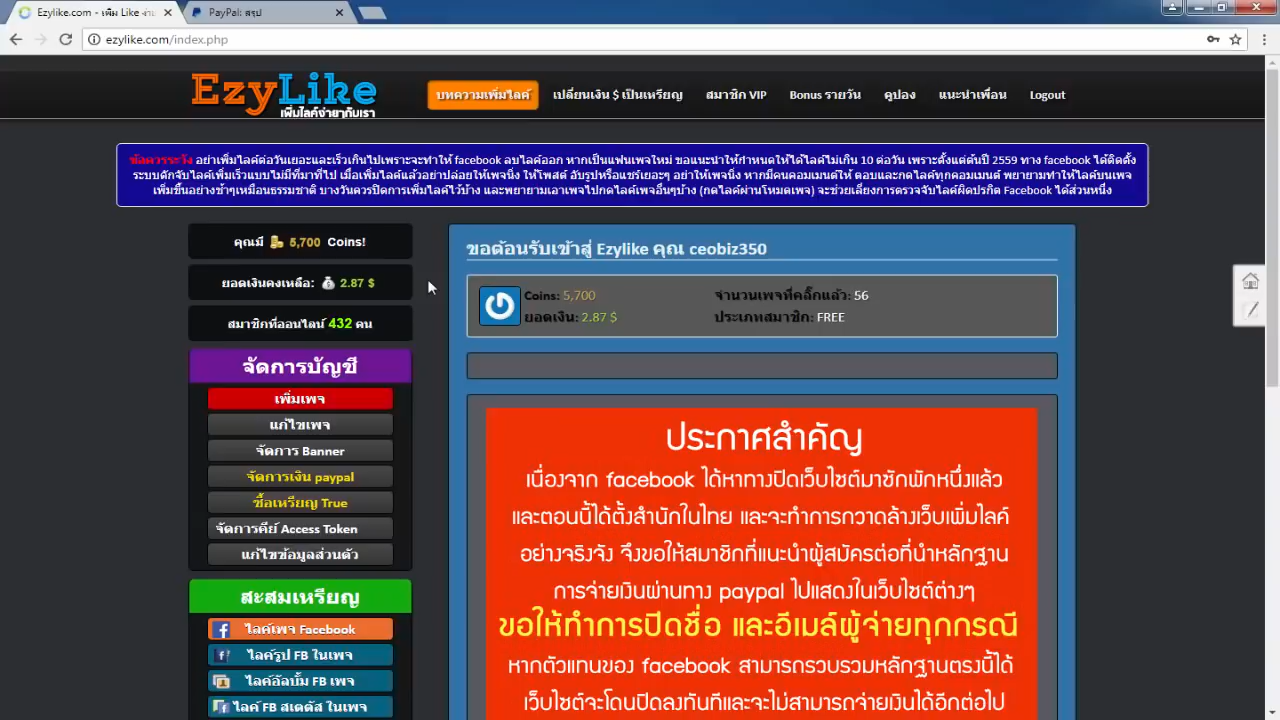 Ezylike.com - เพิ่ม Like ง่าย
PayPal: สรุป
ezylike.com/index.php
EzyLike
เพิ่มไลค์ง่ายๆกับเรา
บทความเพิ่มไลค์
เปลี่ยนเงิน $ เป็นเหรียญ
สมาชิก VIP
Bonus รายวัน
คูปอง
แนะนำเพื่อน
Logout
ข้อควรระวัง อย่าเพิ่มไลค์ต่อวันเยอะและเร็วเกินไปเพราะจะทำให้ facebook ลบไลค์ออก หากเป็นแฟนเพจใหม่ ขอแนะนำให้กำหนดให้ได้ไลค์ไม่เกิน 10 ต่อวัน เพราะตั้งแต่ต้นปี 2559 ทาง facebook ได้ติดตั้ง
ระบบดักจับไลค์เพิ่มเร็วแบบไม่มีที่มาที่ไป เมื่อเพิ่มไลค์แล้วอย่าปล่อยให้เพจนิ่ง ให้โพสต์ อับรูปหรือแชร์เยอะๆ อย่าให้เพจนิ่ง หากมีคนคอมเมนต์ให้ ตอบและกดไลค์ทุกคอมเมนต์ พยายามทำให้ไลค์บนเพจ
เพิ่มขึ้นอย่างช้าๆเหมือนธรรมชาติ บางวันควรปิดการเพิ่มไลค์ไว้บ้าง และพยายามเอาเพจไปกดไลค์เพจอื่นๆบ้าง (กดไลค์ผ่านโหมดเพจ) จะช่วยเลี่ยงการตรวจจับไลค์ผิดปรกิต Facebook ได้ส่วนหนึ่ง
คุณมี 5,700 Coins!
ยอดเงินคงเหลือ: 2.87 $
สมาชิกที่ออนไลน์ 432 คน
จัดการบัญชี
เพิ่มเพจ
แก้ไขเพจ
จัดการ Banner
จัดการเงิน paypal
ซื้อเหรียญ True
จัดการคีย์ Access Token
แก้ไขข้อมูลส่วนตัว
สะสมเหรียญ
ไลค์เพจ Facebook
ไลค์รูป FB ในเพจ
ไลค์อัลบั้ม FB เพจ
ไลค์ FB สเตตัส ในเพจ
ขอต้อนรับเข้าสู่ Ezylike คุณ ceobiz350
Coins: 5,700
จำนวนเพจที่คลิ๊กแล้ว: 56
ยอดเงิน: 2.87 $
ประเภทสมาชิก: FREE
ประกาศสำคัญ
เนื่องจาก facebook ได้หาทางปิดเว็บไซต์มาซักพักหนึ่งแล้ว
และตอนนี้ได้ตั้งสำนักในไทย และจะทำการกวาดล้างเว็บเพิ่มไลค์
อย่างจริงจัง จึงขอให้สมาชิกที่แนะนำผู้สมัครต่อที่นำหลักฐาน
การจ่ายเงินผ่านทาง paypal ไปแสดงในเว็บไซต์ต่างๆ
ขอให้ทำการปิดชื่อ และอีเมล์ผู้จ่ายทุกกรณี
หากตัวแทนของ facebook สามารถรวบรวมหลักฐานตรงนี้ได้
เว็บไซต์จะโดนปิดลงทันทีและจะไม่สามารถจ่ายเงินได้อีกต่อไป